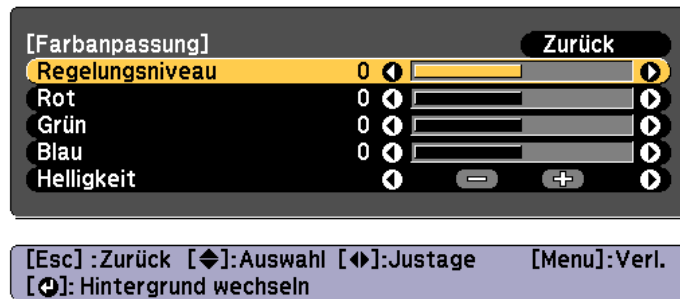 [Farbanpassung] Zurück
Regelungsniveau 0
Rot 0
Grün 0
Blau 0
Helligkeit
[Esc] :Zurück [◆]:Auswahl [◆]:Justage [Menu]:Verl.
[↵]: Hintergrund wechseln